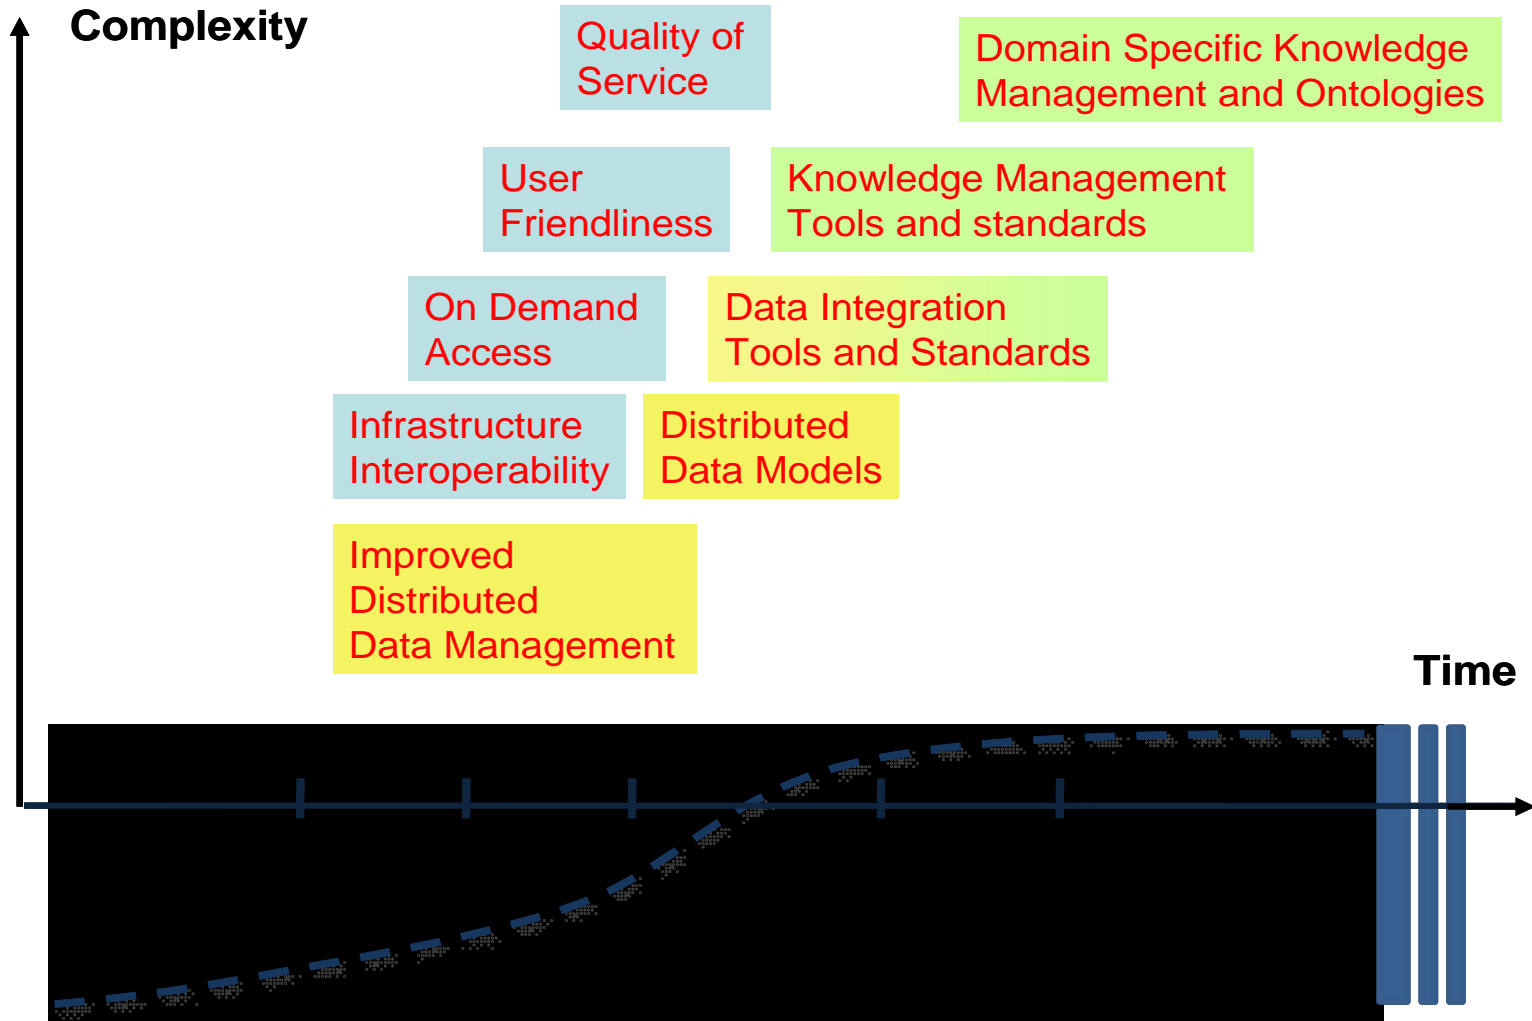 Complexity
Quality of
Service
Domain Specific Knowledge
Management and Ontologies
User
Friendliness
Knowledge Management
Tools and standards
On Demand
Access
Data Integration
Tools and Standards
Infrastructure
Interoperability
Distributed
Data Models
Improved
Distributed
Data Management
Time